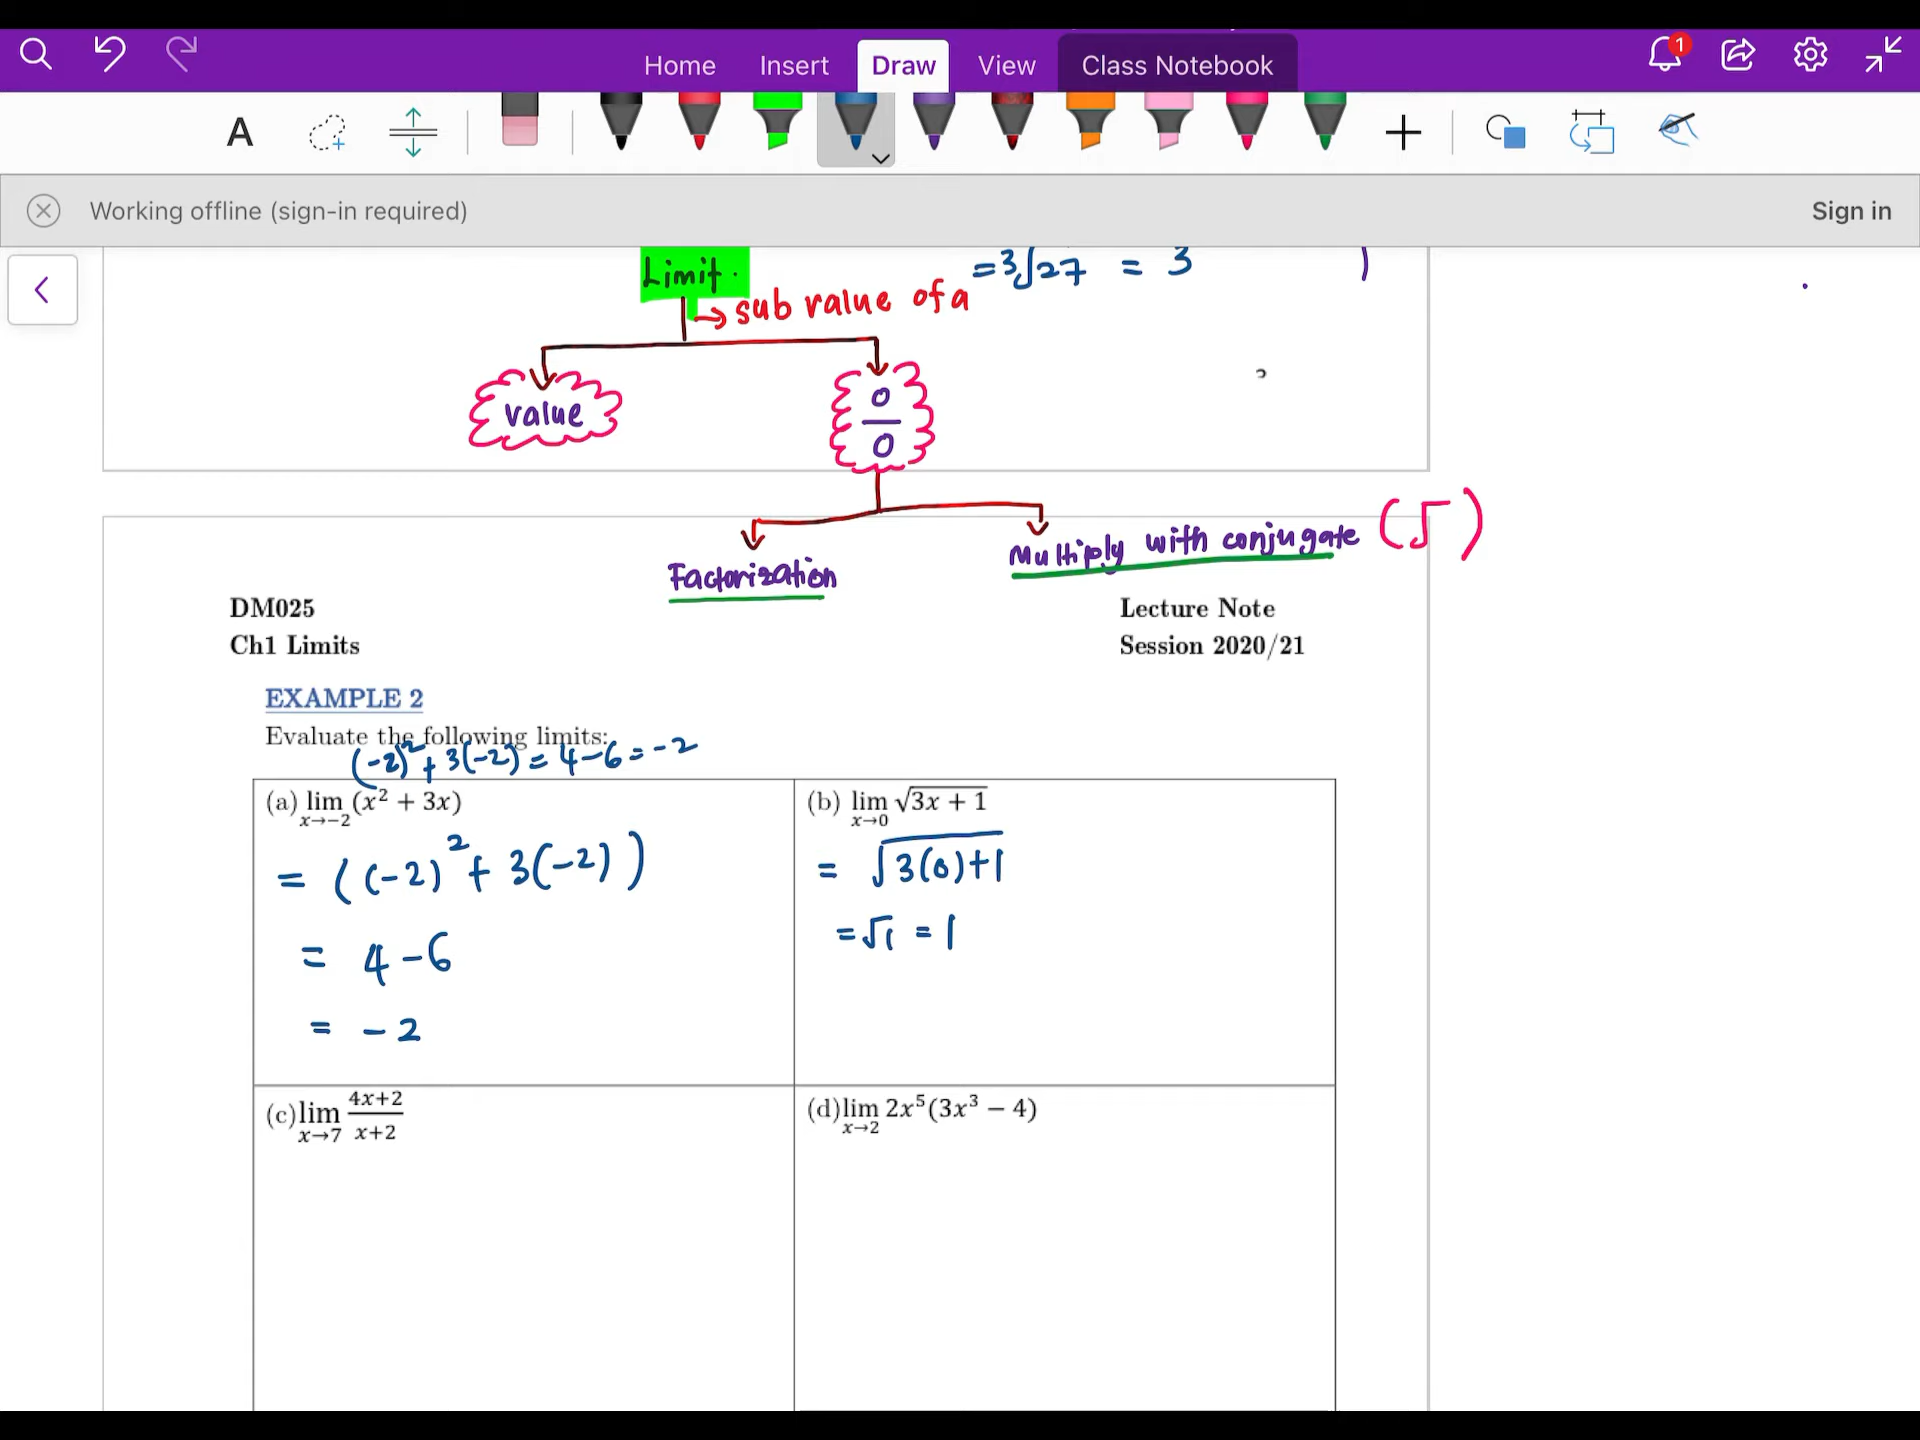 Home Insert Draw View Class Notebook 1
A
Working offline (sign-in required) Sign in
Limit. = ³√27 = 3
→ sub value of a
value 0/0
Factorization Multiply with conjugate (√ )
DM025 Lecture Note
Ch1 Limits Session 2020/21
EXAMPLE 2
Evaluate the following limits:
(-2)² + 3(-2) = 4-6 = -2
(a) lim x→−2 (x² + 3x)
= ( (-2)² + 3(-2) )
= 4 - 6
= - 2
(b) lim x→0 √(3x + 1)
= √(3(0)+1)
= √1 = 1
(c) lim x→7 (4x+2)/(x+2)
(d) lim x→2 2x⁵(3x³ − 4)